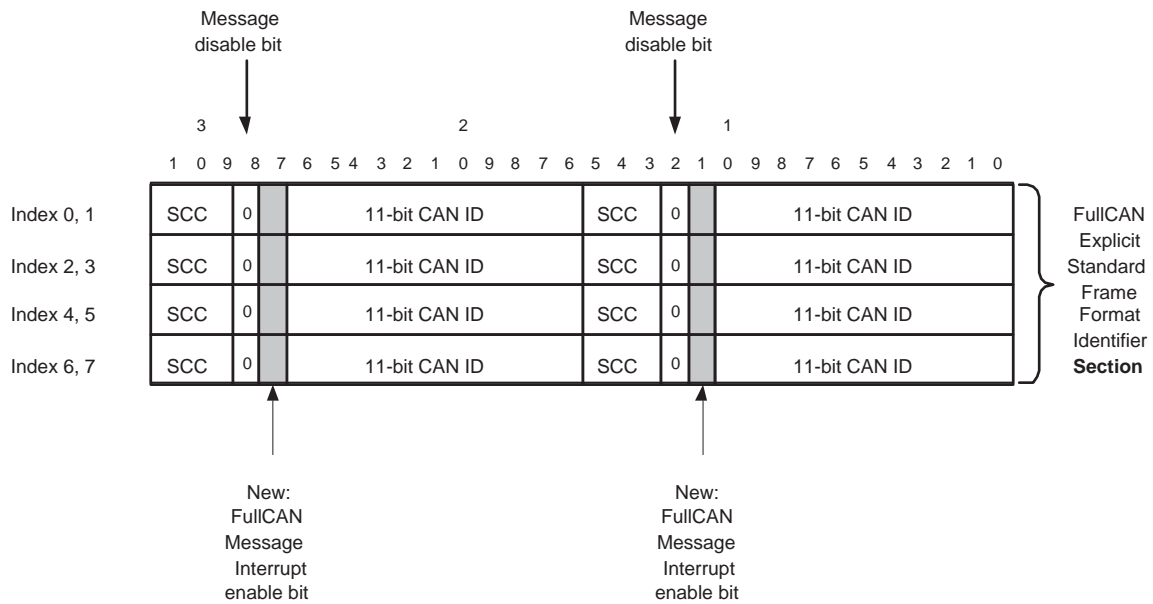 Message
disable bit
Message
disable bit
3 2 1
1 0 9 8 7 6 5 4 3 2 1 0 9 8 7 6 5 4 3 2 1 0 9 8 7 6 5 4 3 2 1 0
Index 0, 1 SCC 0 11-bit CAN ID SCC 0 11-bit CAN ID
Index 2, 3 SCC 0 11-bit CAN ID SCC 0 11-bit CAN ID
Index 4, 5 SCC 0 11-bit CAN ID SCC 0 11-bit CAN ID
Index 6, 7 SCC 0 11-bit CAN ID SCC 0 11-bit CAN ID
FullCAN
Explicit
Standard
Frame
Format
Identifier
Section
New:
FullCAN
Message
Interrupt
enable bit
New:
FullCAN
Message
Interrupt
enable bit